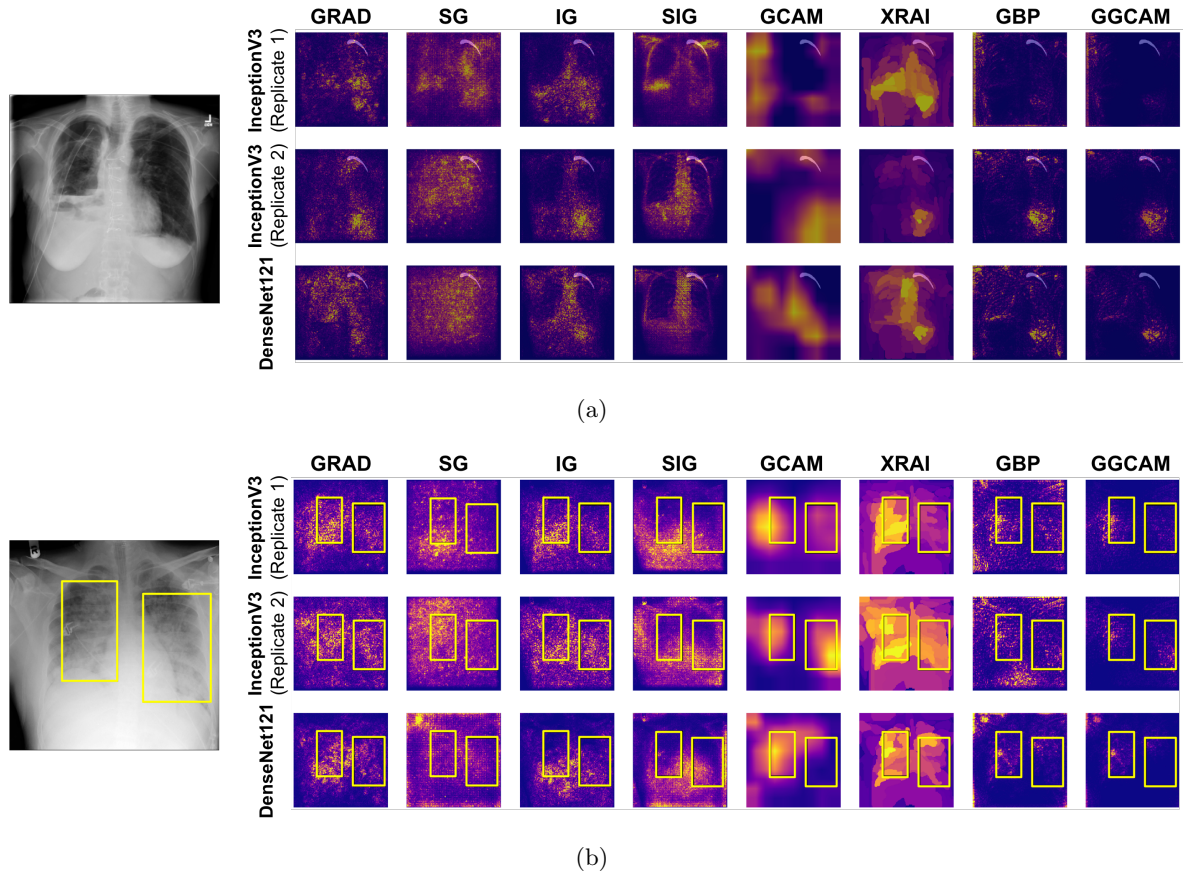 GRAD SG IG SIG GCAM XRAI GBP GGCAM
InceptionV3
(Replicate 1)
InceptionV3
(Replicate 2)
DenseNet121
L
(a)
GRAD SG IG SIG GCAM XRAI GBP GGCAM
InceptionV3
(Replicate 1)
InceptionV3
(Replicate 2)
DenseNet121
R
(b)